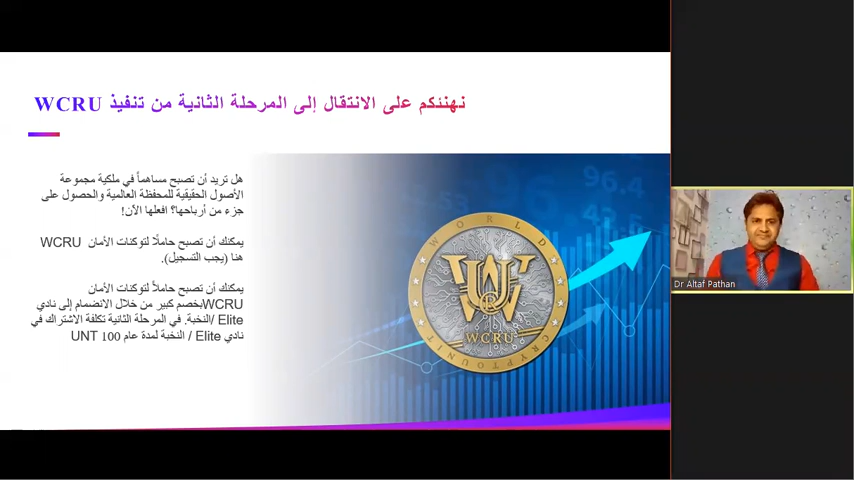 نهنئكم على الانتقال إلى المرحلة الثانية من تنفيذ WCRU
هل تريد أن تصبح مساهماً في ملكية مجموعة
الأصول الحقيقية للمحفظة العالمية والحصول على
جزء من أرباحها؟ افعلها الآن!
يمكنك أن تصبح حاملًا لتوكنات الأمان WCRU
هنا (يجب التسجيل).
يمكنك أن تصبح حاملاً لتوكنات الأمان
WCRUبخصم كبير من خلال الانضمام إلى نادي
Elite /النخبة. في المرحلة الثانية تكلفة الاشتراك في
نادي Elite / النخبة لمدة عام 100 UNT
96.4
WORLD
WCRU
CRYPTOUNIT
Dr Altaf Pathan